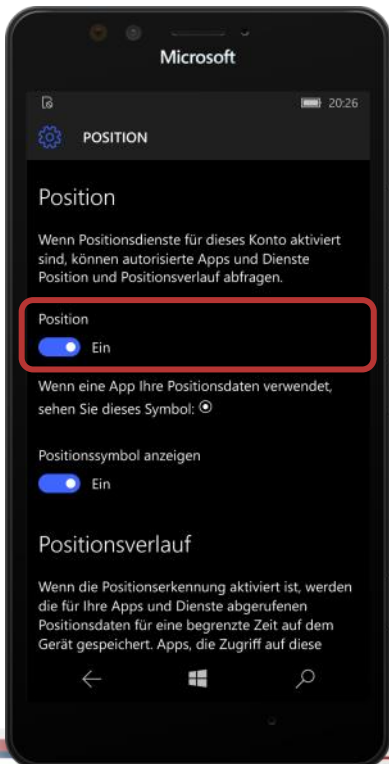 Microsoft
20:26
POSITION
Position
Wenn Positionsdienste für dieses Konto aktiviert
sind, können autorisierte Apps und Dienste
Position und Positionsverlauf abfragen.
Position
Ein
Wenn eine App Ihre Positionsdaten verwendet,
sehen Sie dieses Symbol:
Positionssymbol anzeigen
Ein
Positionsverlauf
Wenn die Positionserkennung aktiviert ist, werden
die für Ihre Apps und Dienste abgerufenen
Positionsdaten für eine begrenzte Zeit auf dem
Gerät gespeichert. Apps, die Zugriff auf diese